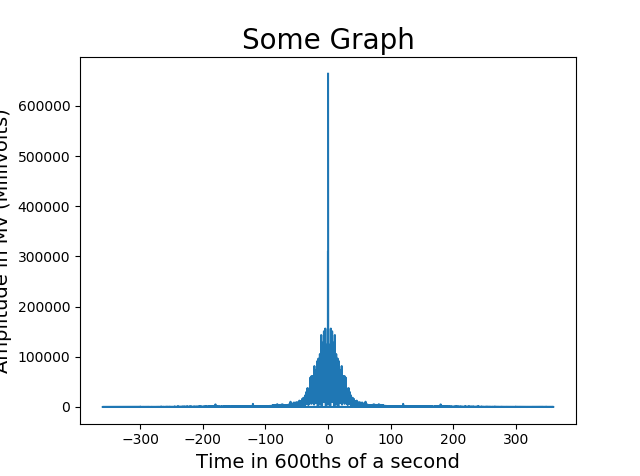 Some Graph
Amplitude in MV (Millivolts)
600000
500000
400000
300000
200000
100000
0
−300 −200 −100 0 100 200 300
Time in 600ths of a second